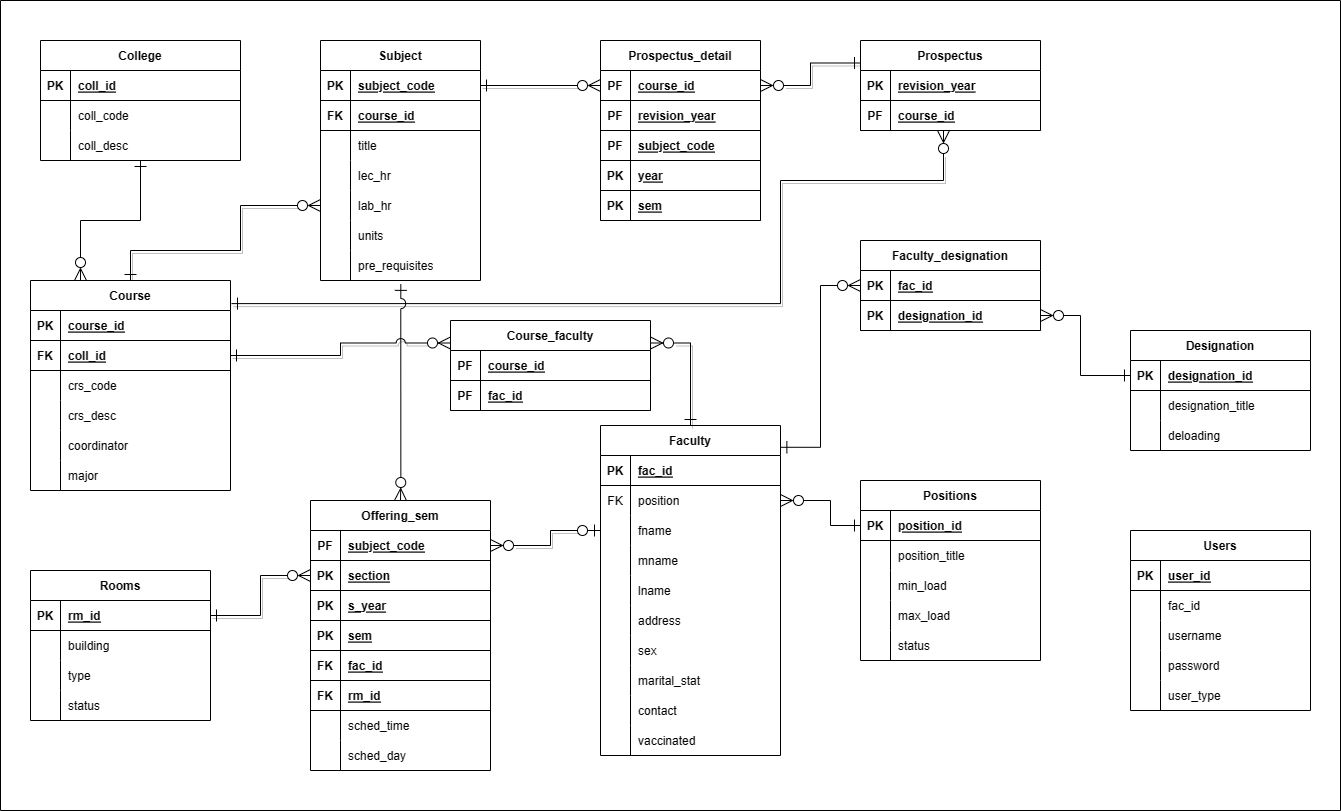 College
PK coll_id
coll_code
coll_desc
Subject
PK subject_code
FK course_id
title
lec_hr
lab_hr
units
pre_requisites
Prospectus_detail
PF course_id
PF revision_year
PF subject_code
PK year
PK sem
Prospectus
PK revision_year
PF course_id
Course
PK course_id
FK coll_id
crs_code
crs_desc
coordinator
major
Course_faculty
PF course_id
PF fac_id
Faculty_designation
PK fac_id
PK designation_id
Designation
PK designation_id
designation_title
deloading
Faculty
PK fac_id
FK position
fname
mname
lname
address
sex
marital_stat
contact
vaccinated
Positions
PK position_id
position_title
min_load
max_load
status
Offering_sem
PF subject_code
PK section
PK s_year
PK sem
FK fac_id
FK rm_id
sched_time
sched_day
Rooms
PK rm_id
building
type
status
Users
PK user_id
fac_id
username
password
user_type